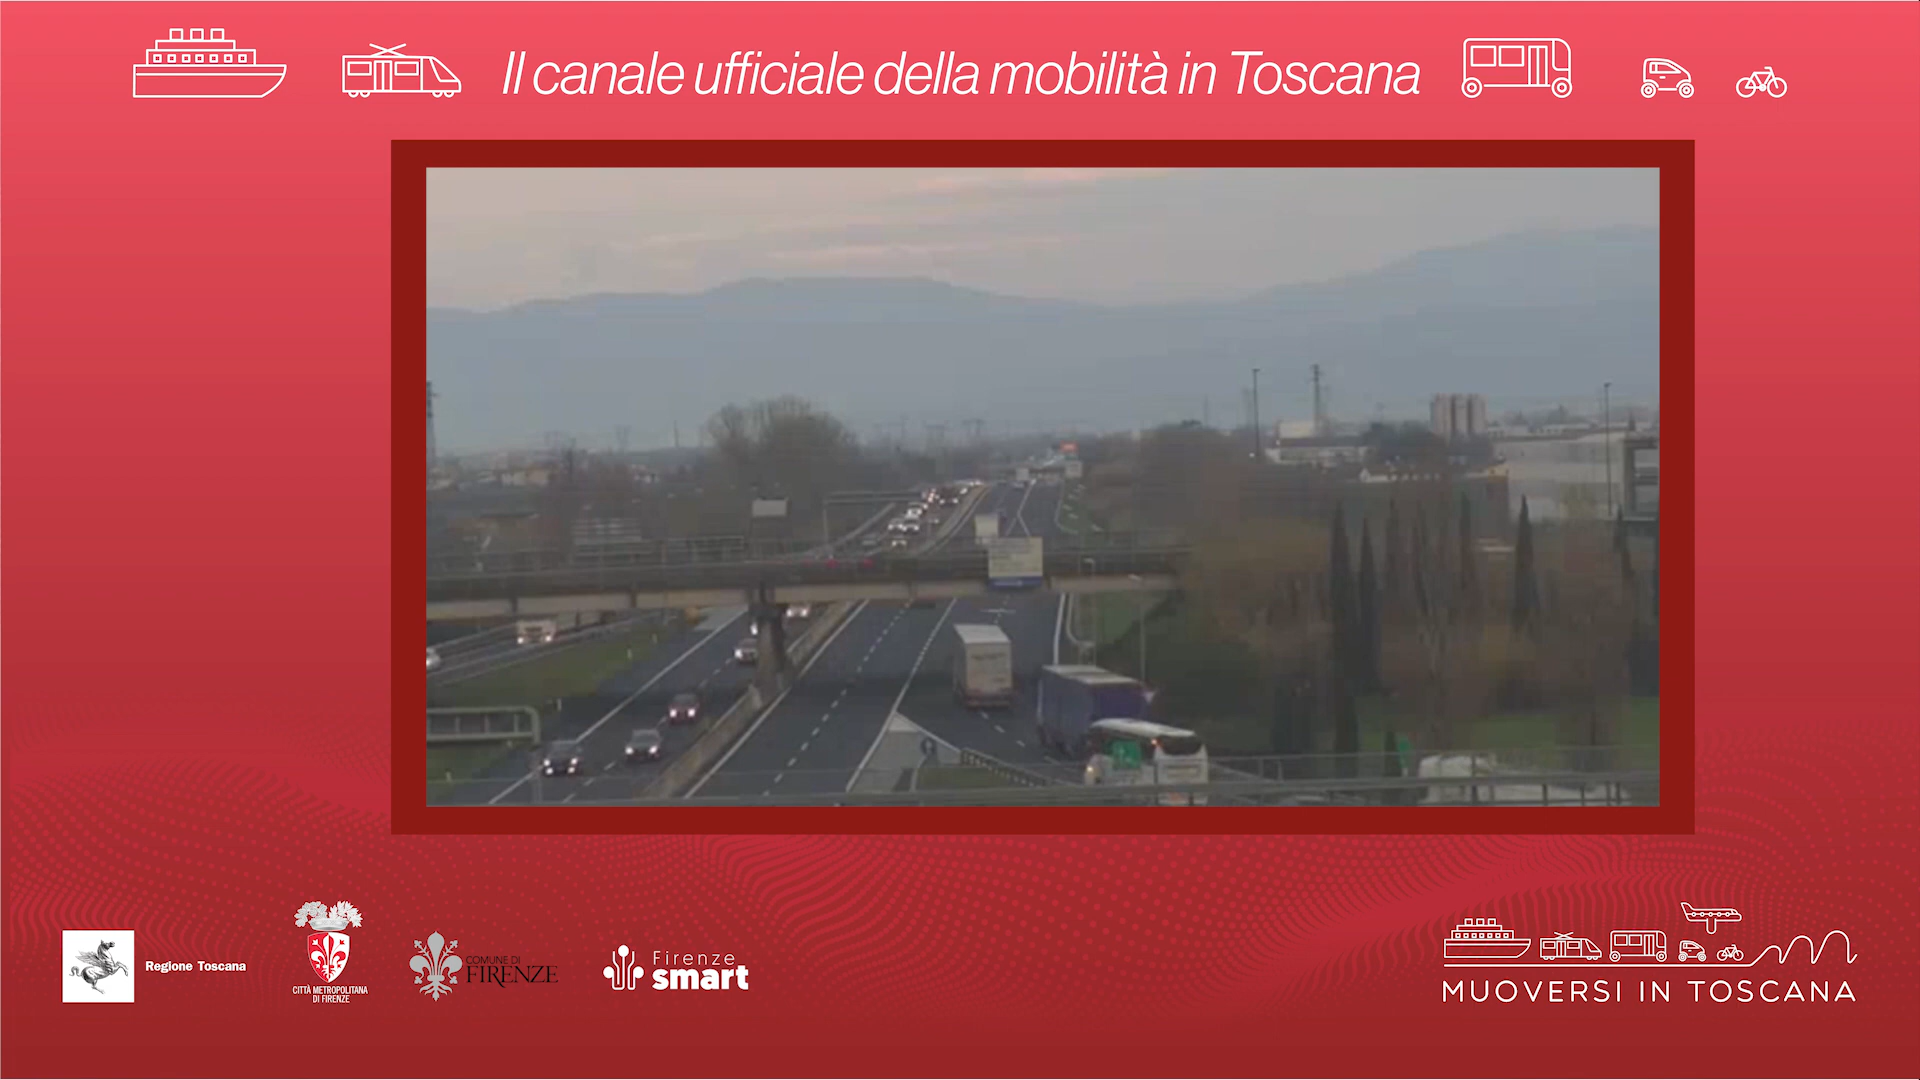 Il canale ufficiale della mobilità in Toscana
Regione Toscana
CITTÀ METROPOLITANA
DI FIRENZE
COMUNE DI
FIRENZE
Firenze
smart
MUOVERSI IN TOSCANA